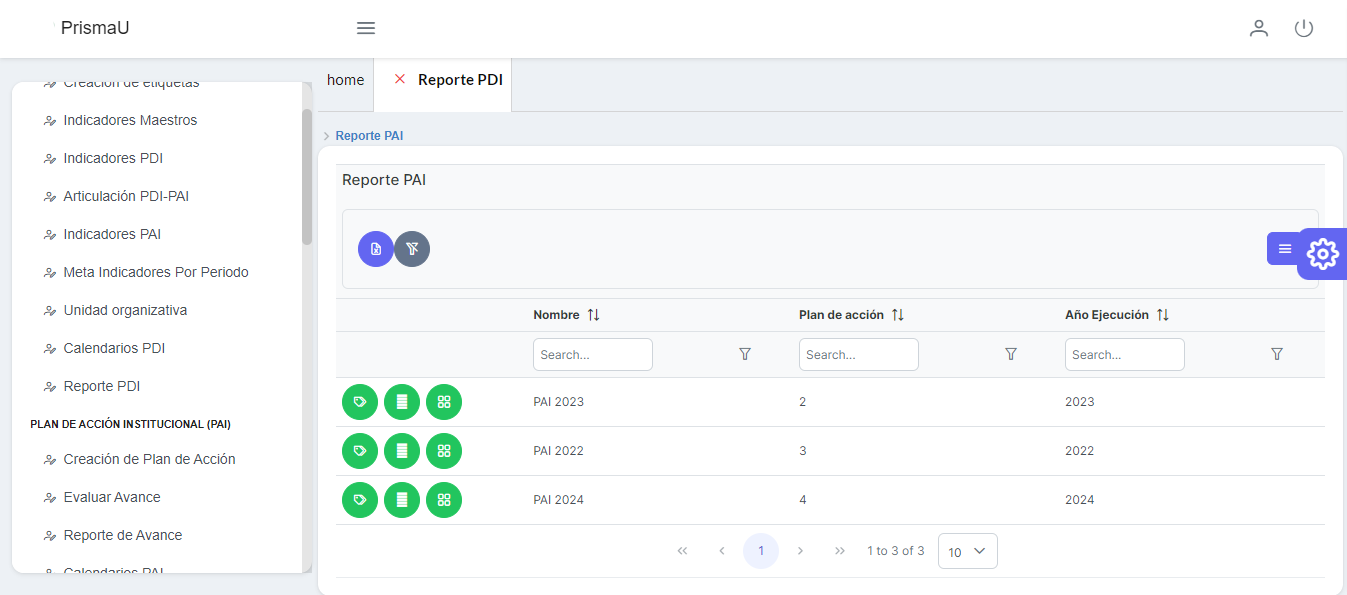 PrismaU
home
Reporte PDI
Creación de etiquetas
Indicadores Maestros
Indicadores PDI
Articulación PDI-PAI
Indicadores PAI
Meta Indicadores Por Periodo
Unidad organizativa
Calendarios PDI
Reporte PDI
PLAN DE ACCIÓN INSTITUCIONAL (PAI)
Creación de Plan de Acción
Evaluar Avance
Reporte de Avance
Calendarios PAI
Reporte PAI
Reporte PAI
Nombre Plan de acción Año Ejecución
Search... Search... Search...
PAI 2023 2 2023
PAI 2022 3 2022
PAI 2024 4 2024
1 1 to 3 of 3 10